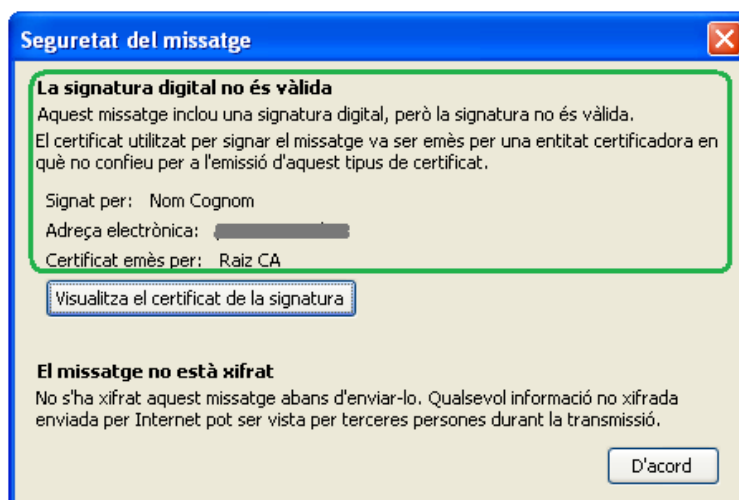 Seguretat del missatge
La signatura digital no és vàlida
Aquest missatge inclou una signatura digital, però la signatura no és vàlida.
El certificat utilitzat per signar el missatge va ser emès per una entitat certificadora en
què no confieu per a l'emissió d'aquest tipus de certificat.
Signat per: Nom Cognom
Adreça electrònica:
Certificat emès per: Raiz CA
Visualitza el certificat de la signatura
El missatge no està xifrat
No s'ha xifrat aquest missatge abans d'enviar-lo. Qualsevol informació no xifrada
enviada per Internet pot ser vista per terceres persones durant la transmissió.
D'acord